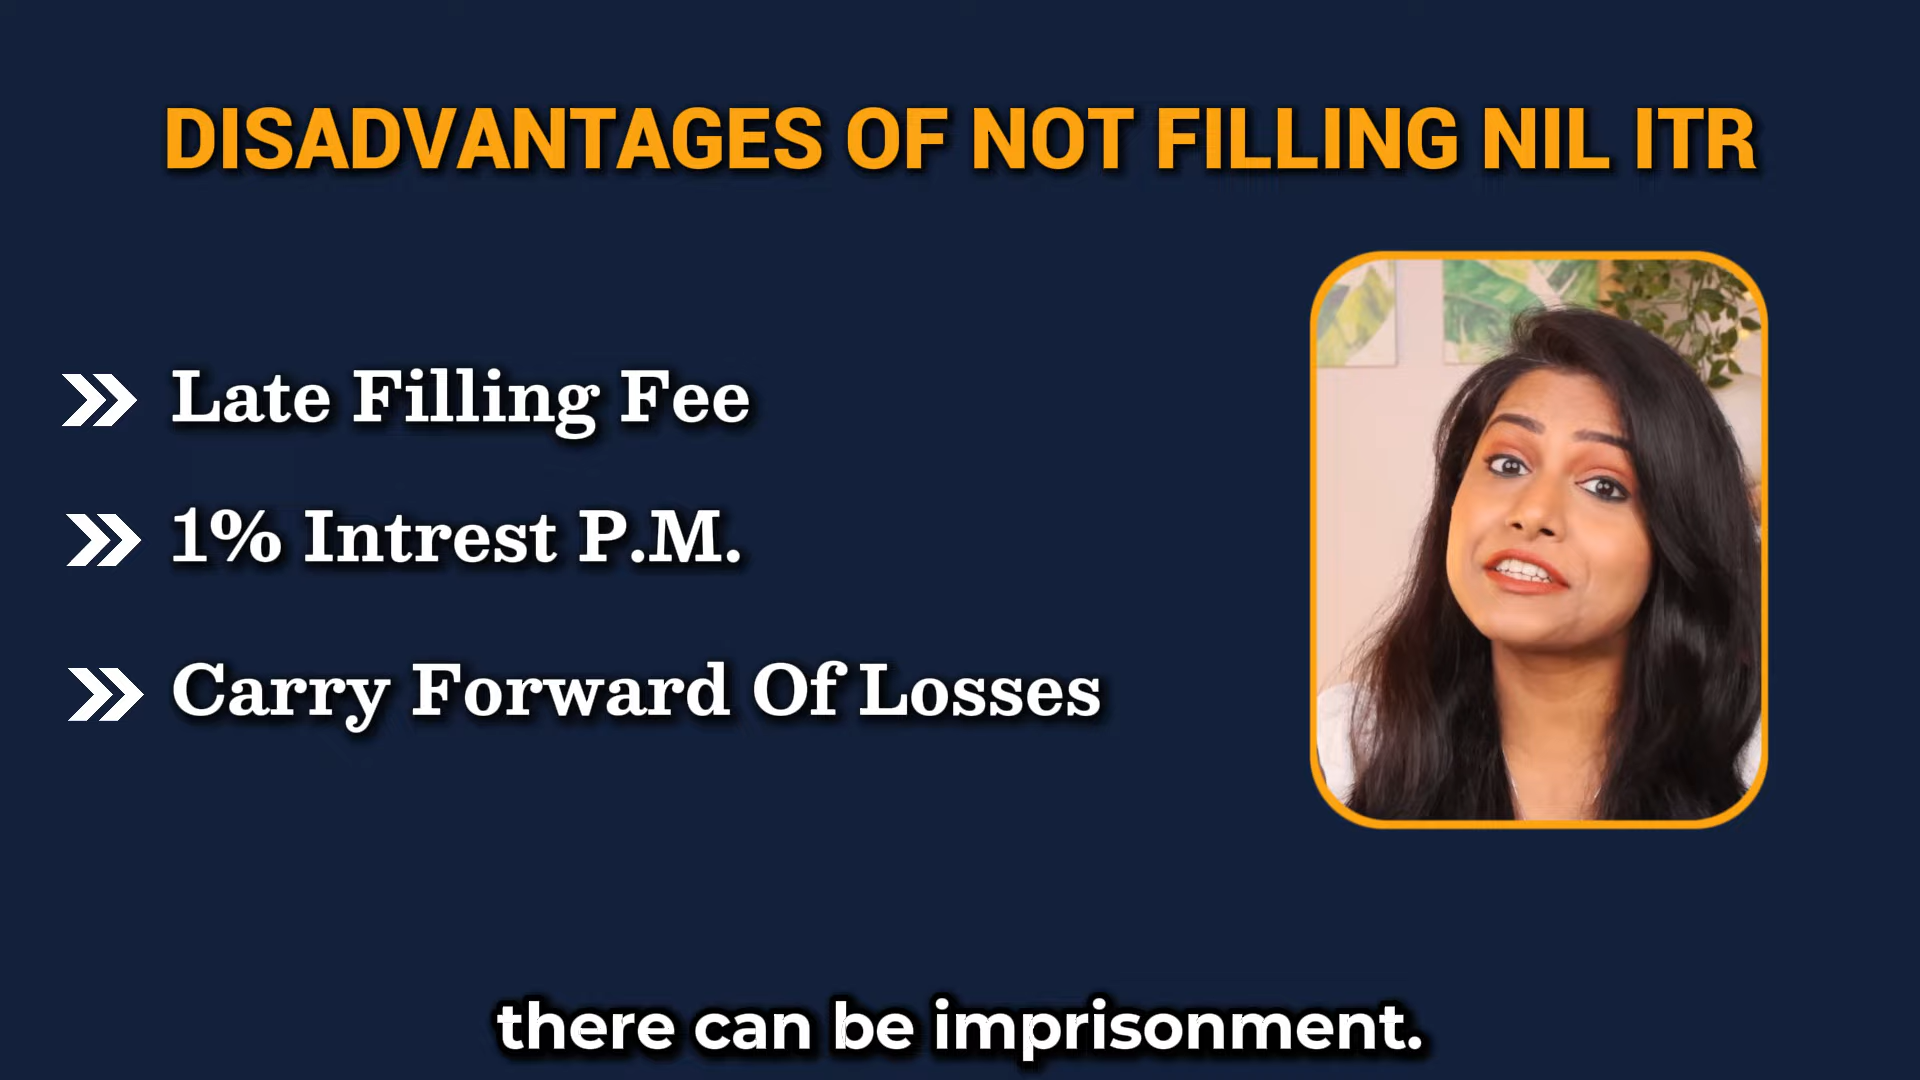 DISADVANTAGES OF NOT FILLING NIL ITR
Late Filling Fee
1% Intrest P.M.
Carry Forward Of Losses
there can be imprisonment.